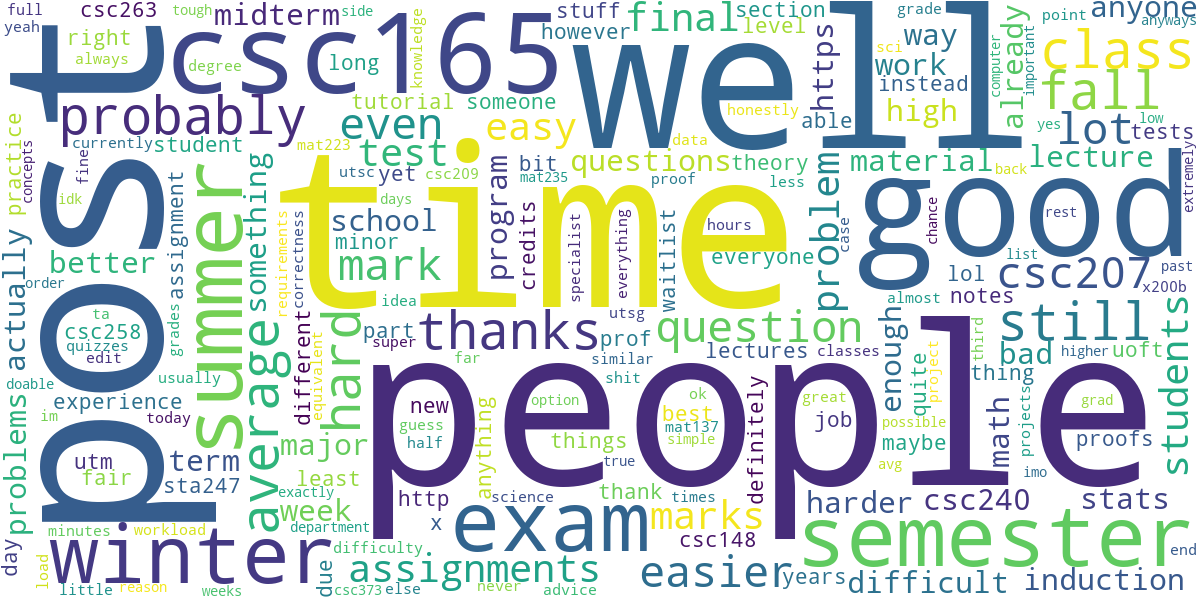 full
csc263
tough
side
stuff
final
section
grade
point
anyone
yeah
midterm
however
level
way
anyways
right
csc165
knowledge
well
https
sci
already
class
always
degree
long
work
computer
important
post
probably
tutorial
someone
honestly
able
instead
high
fall
practice
concepts
currently
student
mat223
even
easy
questions
data
yes
lot
low
tests
fine
utsc
yet
test
csc209
bit
mat235
theory
material
back
lecture
idk
days
time
program
proof
less
problem
good
extremely
actually
assignment
something
requirements
correctness
school
credits
specialist
everything
hours
waitlist
case
chance
rest
better
summer
minor
mark
everyone
list
order
ta
idea
utsg
lol
csc207
past
csc258
grades
average
different
part
thanks
prof
question
almost
notes
x200b
quizzes
edit
hard
super
far
similar
lectures
classes
enough
still
students
doable
usually
equivalent
people
shit
quite
project
third
bad
higher
uoft
problems
im
experience
today
new
option
ok
great
thing
grad
guess
best
definitely
job
possible
math
projects
utm
term
major
half
anything
things
mat137
simple
maybe
proofs
fair
sta247
least
true
avg
imo
exactly
http
science
thank
times
harder
csc240
stats
day
minutes
workload
week
department
x
exam
marks
csc148
semester
winter
difficulty
end
load
due
assignments
easier
years
difficult
induction
little
reason
weeks
csc373
else
never
advice